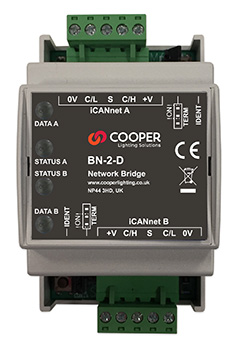 0V C/L S C/H +V
!ON!
TERM
IDENT
iCANnet A
DATA A
COOPER
Lighting Solutions
STATUS A
BN-2-D
CE
STATUS B
Network Bridge
www.cooperlighting.co.uk
NP44 3HD, UK
DATA B
IDENT
!ON!
TERM
iCANnet B
+V C/H S C/L 0V